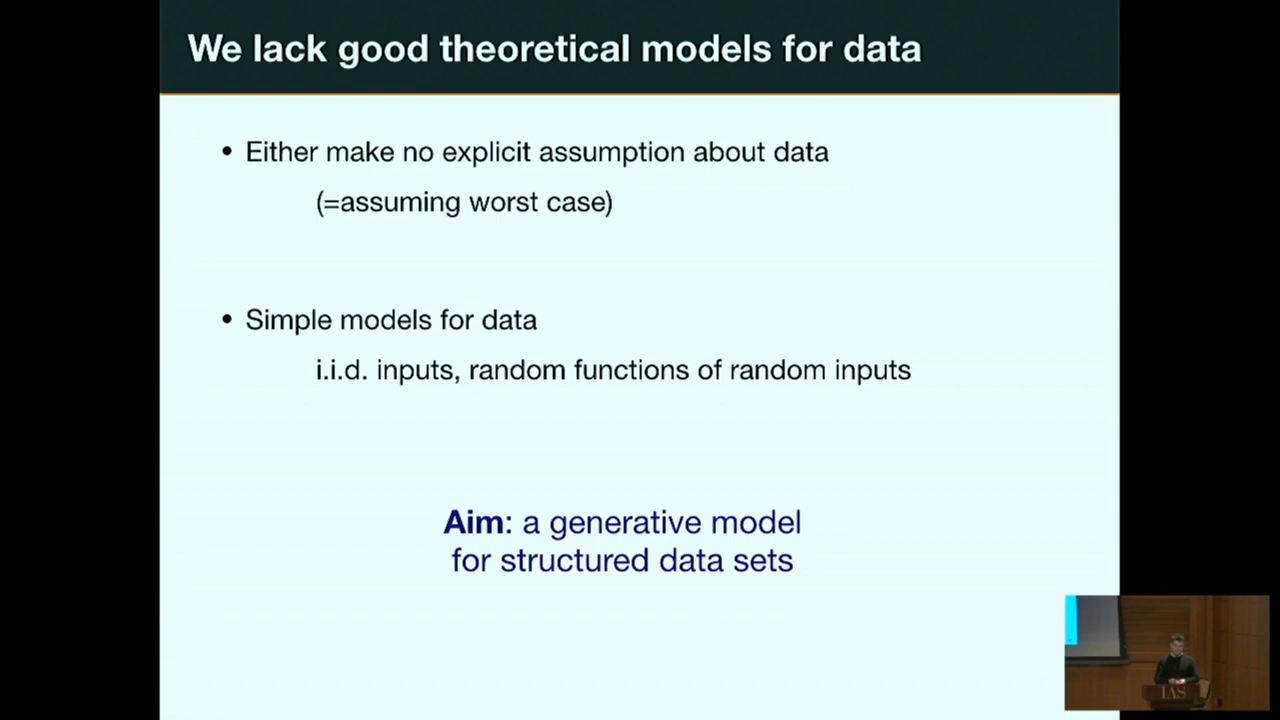 We lack good theoretical models for data
• Either make no explicit assumption about data
(=assuming worst case)
• Simple models for data
i.i.d. inputs, random functions of random inputs
Aim: a generative model
for structured data sets
IAS